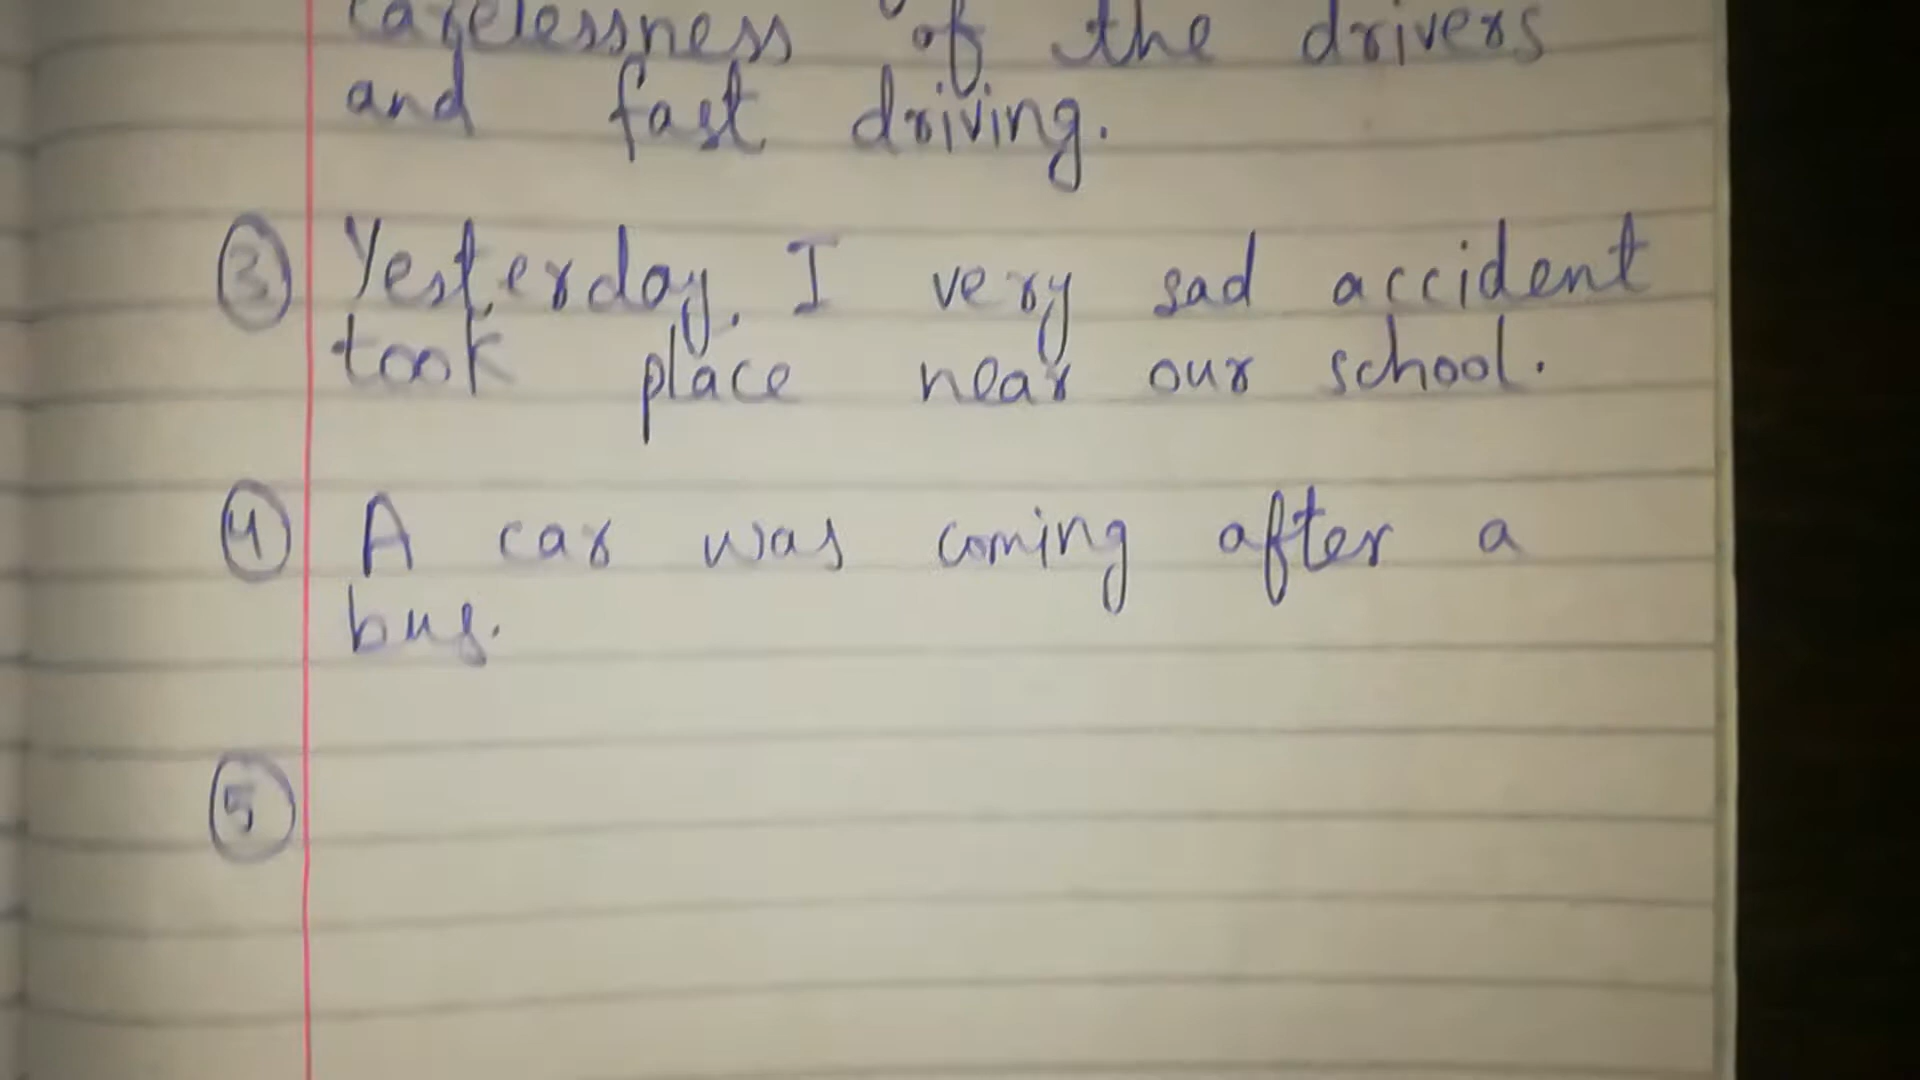 carelessness of the drivers
and fast driving.
3 Yesterday, I very sad accident
took place near our school.
4 A car was coming after a
bus.
5